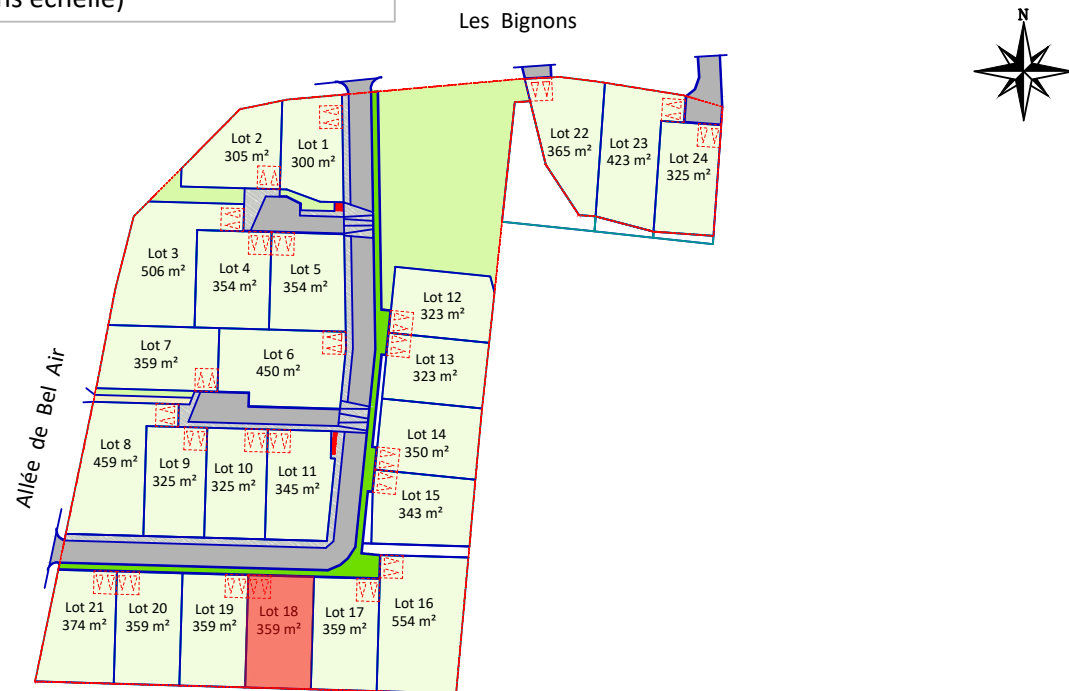 ns échelle)
Les Bignons
N
Lot 2
305 m²
Lot 1
300 m²
Lot 22
365 m²
Lot 23
423 m²
Lot 24
325 m²
Lot 3
506 m²
Lot 4
354 m²
Lot 5
354 m²
Lot 12
323 m²
Lot 7
359 m²
Lot 6
450 m²
Lot 13
323 m²
Allée de Bel Air
Lot 8
459 m²
Lot 9
325 m²
Lot 10
325 m²
Lot 11
345 m²
Lot 14
350 m²
Lot 15
343 m²
Lot 21
374 m²
Lot 20
359 m²
Lot 19
359 m²
Lot 18
359 m²
Lot 17
359 m²
Lot 16
554 m²